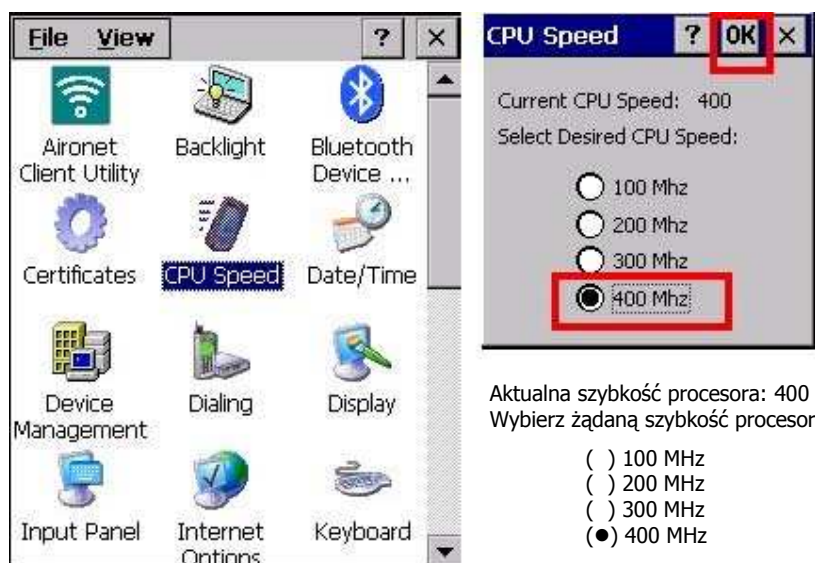 File View ? ×
Aironet
Client Utility
Backlight
Bluetooth
Device ...
Certificates
CPU Speed
Date/Time
Device
Management
Dialing
Display
Input Panel
Internet
Options
Keyboard
CPU Speed ? OK ×
Current CPU Speed: 400
Select Desired CPU Speed:
100 Mhz
200 Mhz
300 Mhz
400 Mhz
Aktualna szybkość procesora: 400
Wybierz żądaną szybkość procesor
( ) 100 MHz
( ) 200 MHz
( ) 300 MHz
(●) 400 MHz